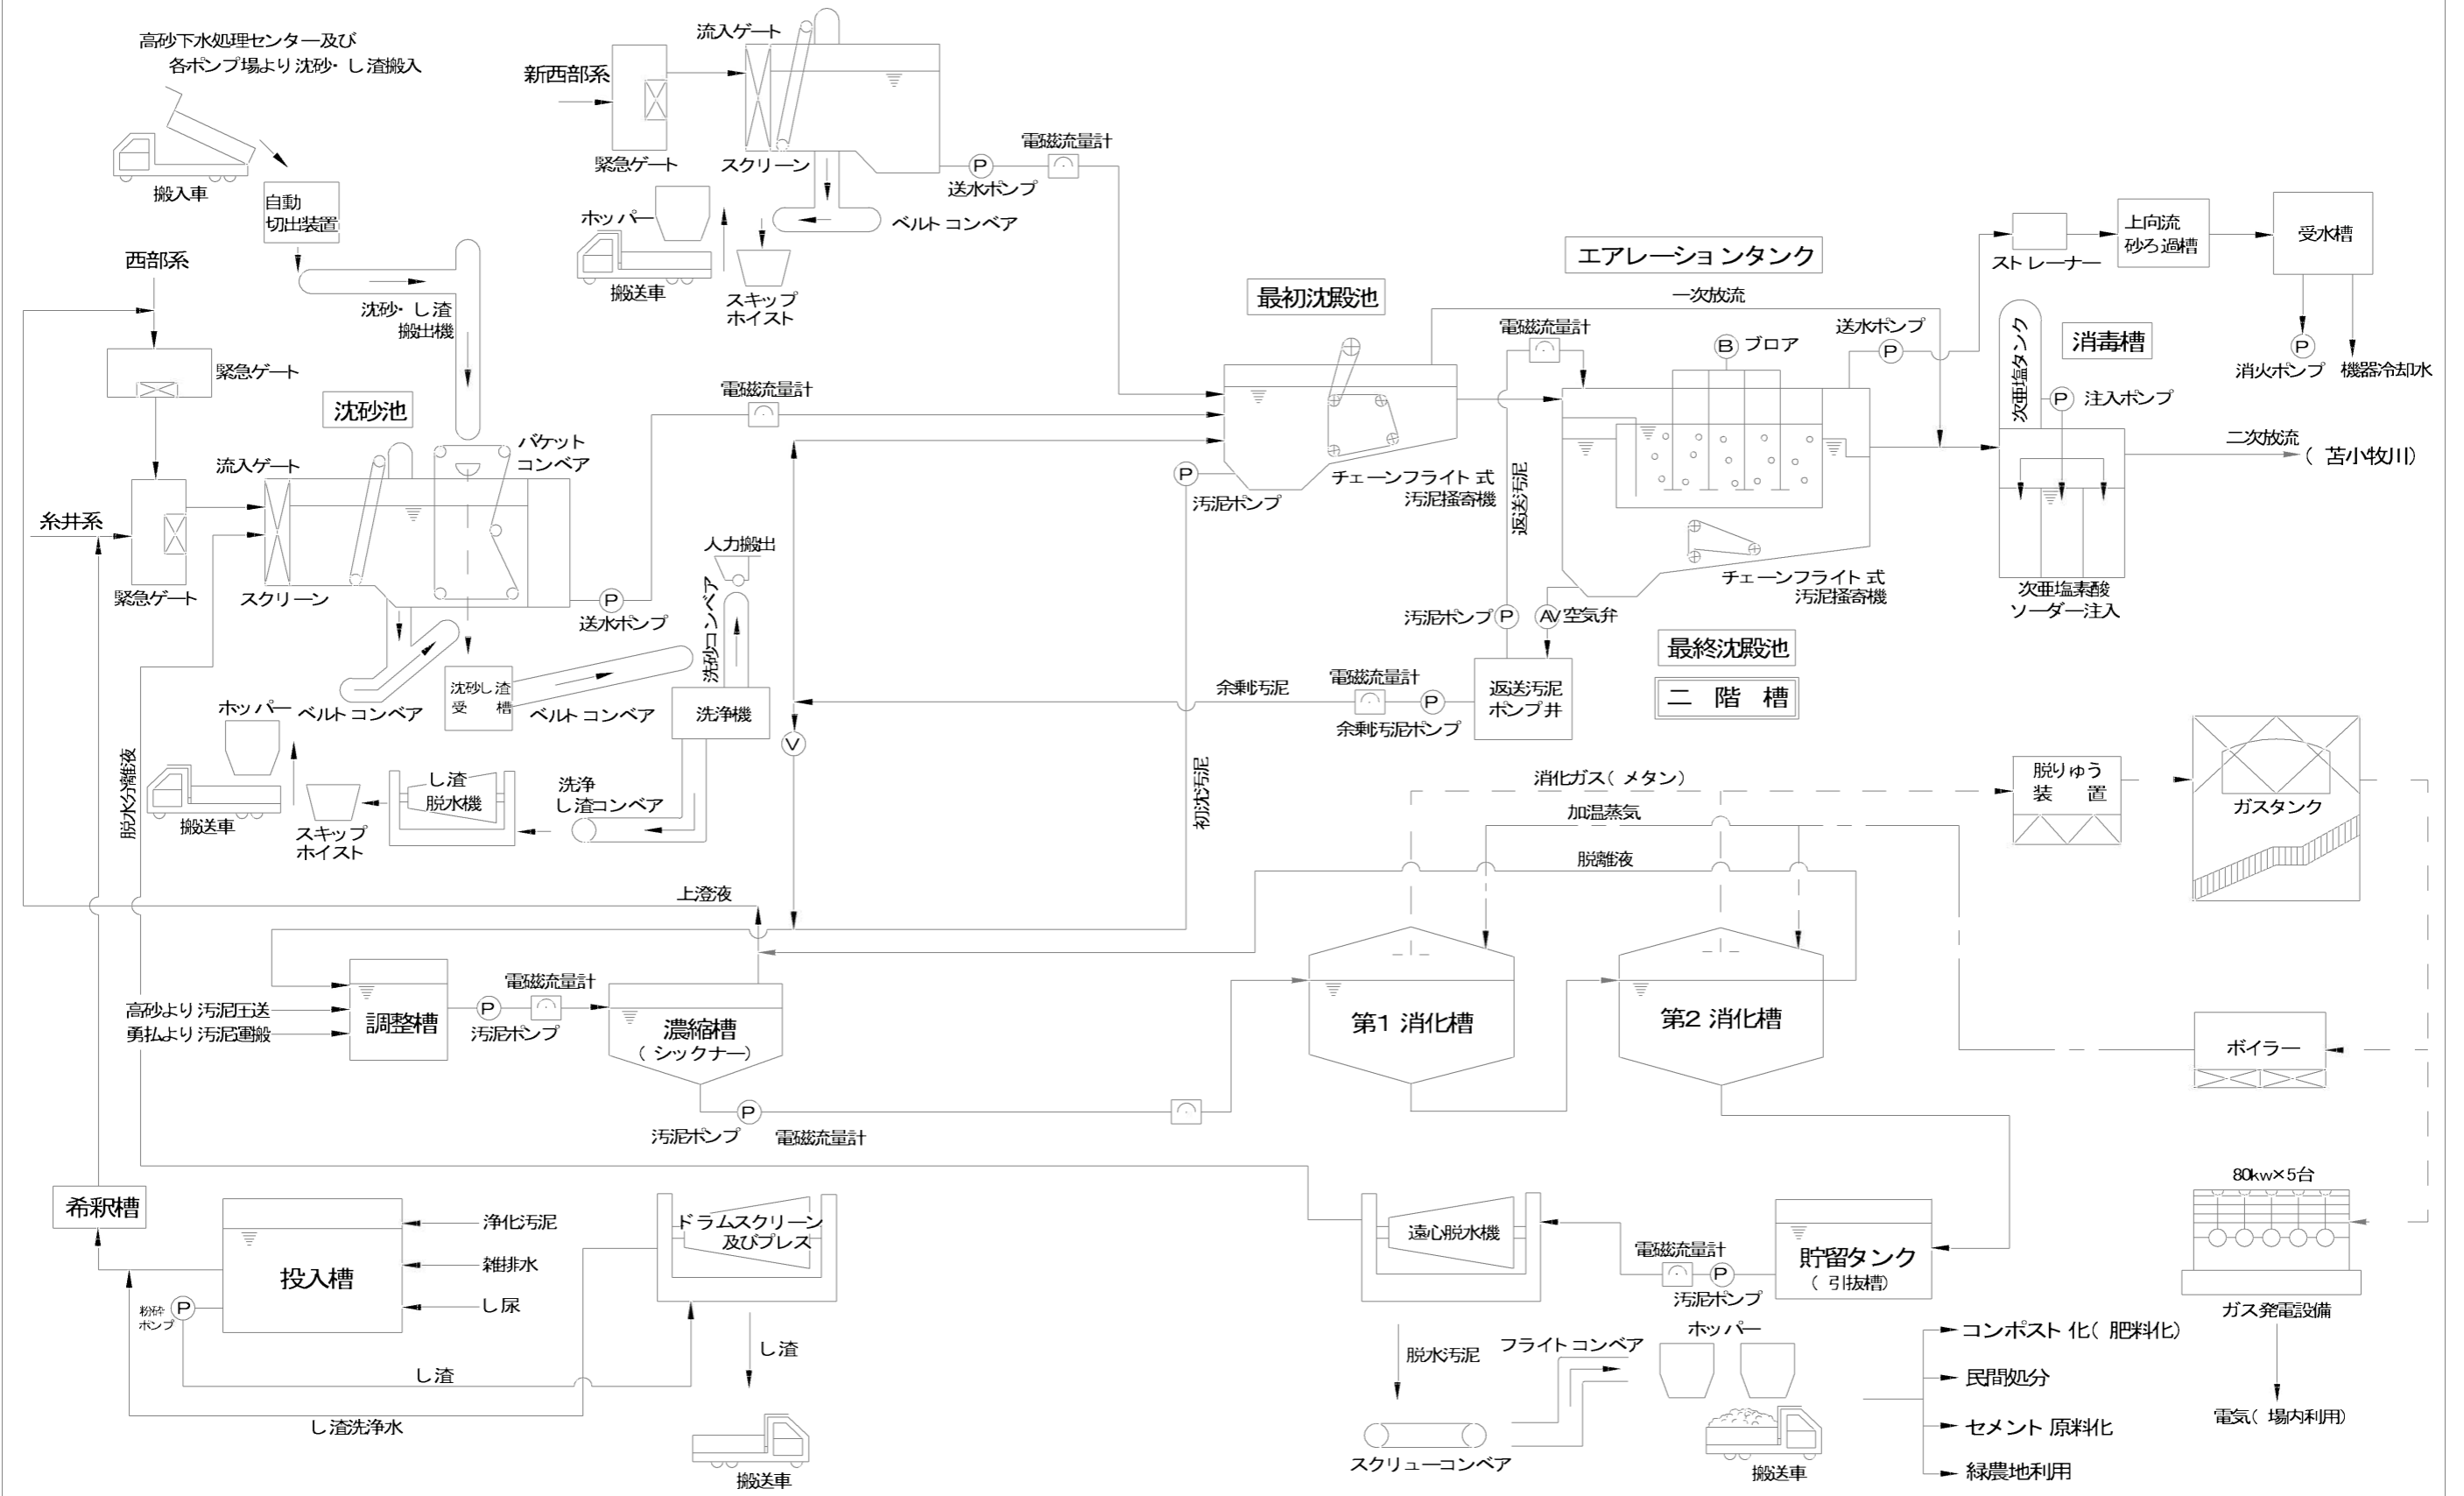 高砂下水処理センター及び
各ポンプ場より沈砂・し渣搬入
搬入車
自動
切出装置
沈砂・し渣
搬出機
西部系
緊急ゲート
沈砂池
流入ゲート
バケット
コンベア
糸井系
緊急ゲート
スクリーン
P
送水ポンプ
電磁流量計
新西部系
緊急ゲート
流入ゲート
スクリーン
P
送水ポンプ
電磁流量計
ベルトコンベア
ホッパー
搬送車
スキップ
ホイスト
最初沈殿池
エアレーションタンク
一次放流
電磁流量計
B
ブロア
送水ポンプ
P
ストレーナー
上向流
砂ろ過槽
受水槽
P
消火ポンプ
機器冷却水
次亜塩タンク
消毒槽
P
注入ポンプ
二次放流
(苫小牧川)
次亜塩素酸
ソーダー注入
P
汚泥ポンプ
チェーンフライト式
汚泥掻寄機
返送汚泥
チェーンフライト式
汚泥掻寄機
汚泥ポンプ
P
AV
空気弁
最終沈殿池
二階槽
返送汚泥
ポンプ井
電磁流量計
P
余剰汚泥ポンプ
余剰汚泥
人力搬出
洗砂コンベア
洗浄機
V
ベルトコンベア
沈砂し渣
受槽
ベルトコンベア
ホッパー
搬送車
スキップ
ホイスト
し渣
脱水機
洗浄
し渣コンベア
脱水分離液
初沈汚泥
上澄液
消化ガス(メタン)
加温蒸気
脱離液
脱りゅう
装置
ガスタンク
高砂より汚泥圧送
勇払より汚泥運搬
調整槽
P
汚泥ポンプ
電磁流量計
濃縮槽
(シックナー)
P
汚泥ポンプ
電磁流量計
第1消化槽
第2消化槽
ボイラー
80kw×5台
ガス発電設備
電気(場内利用)
希釈槽
投入槽
浄化汚泥
雑排水
し尿
粉砕
ポンプ
P
し渣
し渣洗浄水
ドラムスクリーン
及びプレス
し渣
搬送車
遠心脱水機
電磁流量計
P
汚泥ポンプ
貯留タンク
(引抜槽)
脱水汚泥
スクリューコンベア
フライトコンベア
ホッパー
搬送車
コンポスト化(肥料化)
民間処分
セメント原料化
緑農地利用